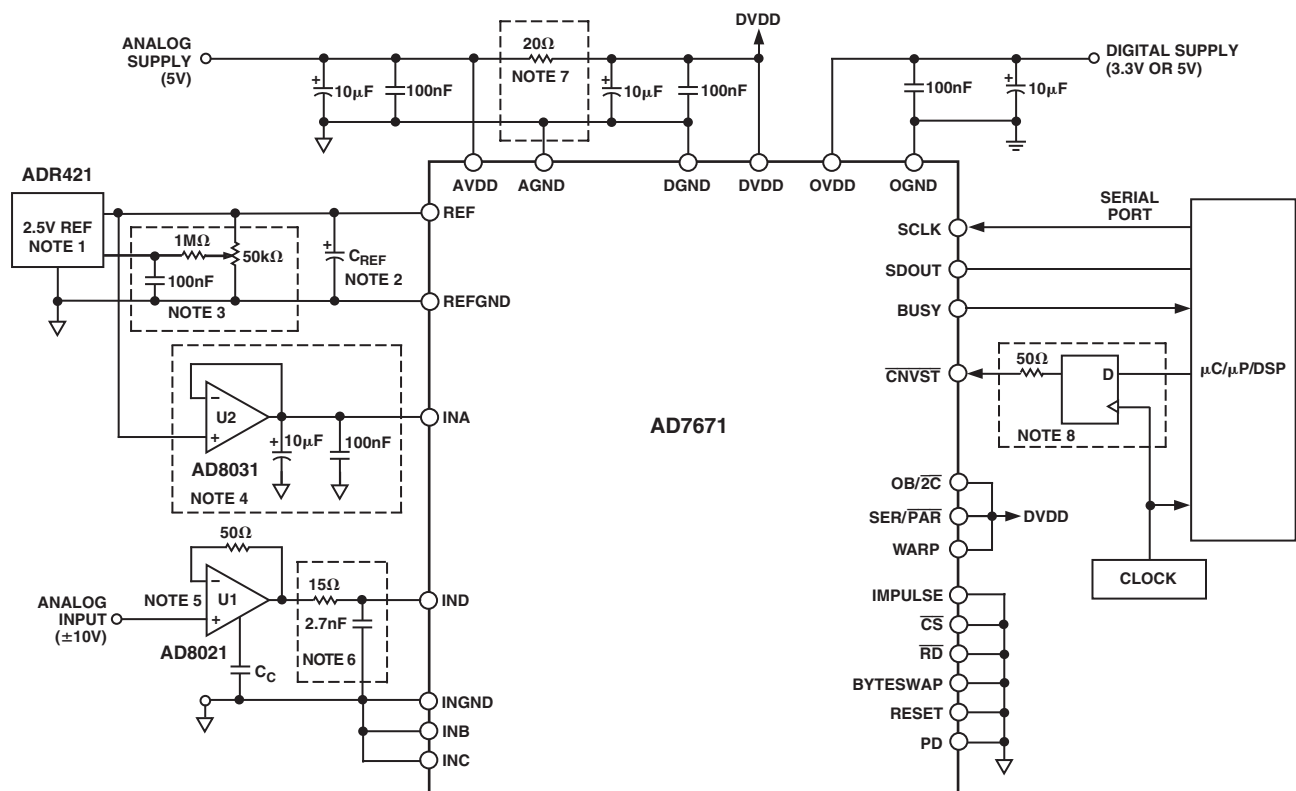 ANALOG
SUPPLY
(5V)
20Ω
NOTE 7
DVDD
DIGITAL SUPPLY
(3.3V OR 5V)
+
10μF
100nF
+
10μF
100nF
100nF
+
10μF
AVDD
AGND
DGND
DVDD
OVDD
OGND
ADR421
2.5V REF
NOTE 1
1MΩ
50kΩ
100nF
NOTE 3
+
CREF
NOTE 2
REF
REFGND
SERIAL
PORT
SCLK
SDOUT
BUSY
CNVST
50Ω
D
NOTE 8
μC/μP/DSP
−
U2
+
AD8031
+
10μF
100nF
NOTE 4
INA
AD7671
OB/2C
SER/PAR
WARP
DVDD
CLOCK
50Ω
−
NOTE 5
U1
+
ANALOG
INPUT
(±10V)
AD8021
CC
15Ω
2.7nF
NOTE 6
IND
INGND
INB
INC
IMPULSE
CS
RD
BYTESWAP
RESET
PD